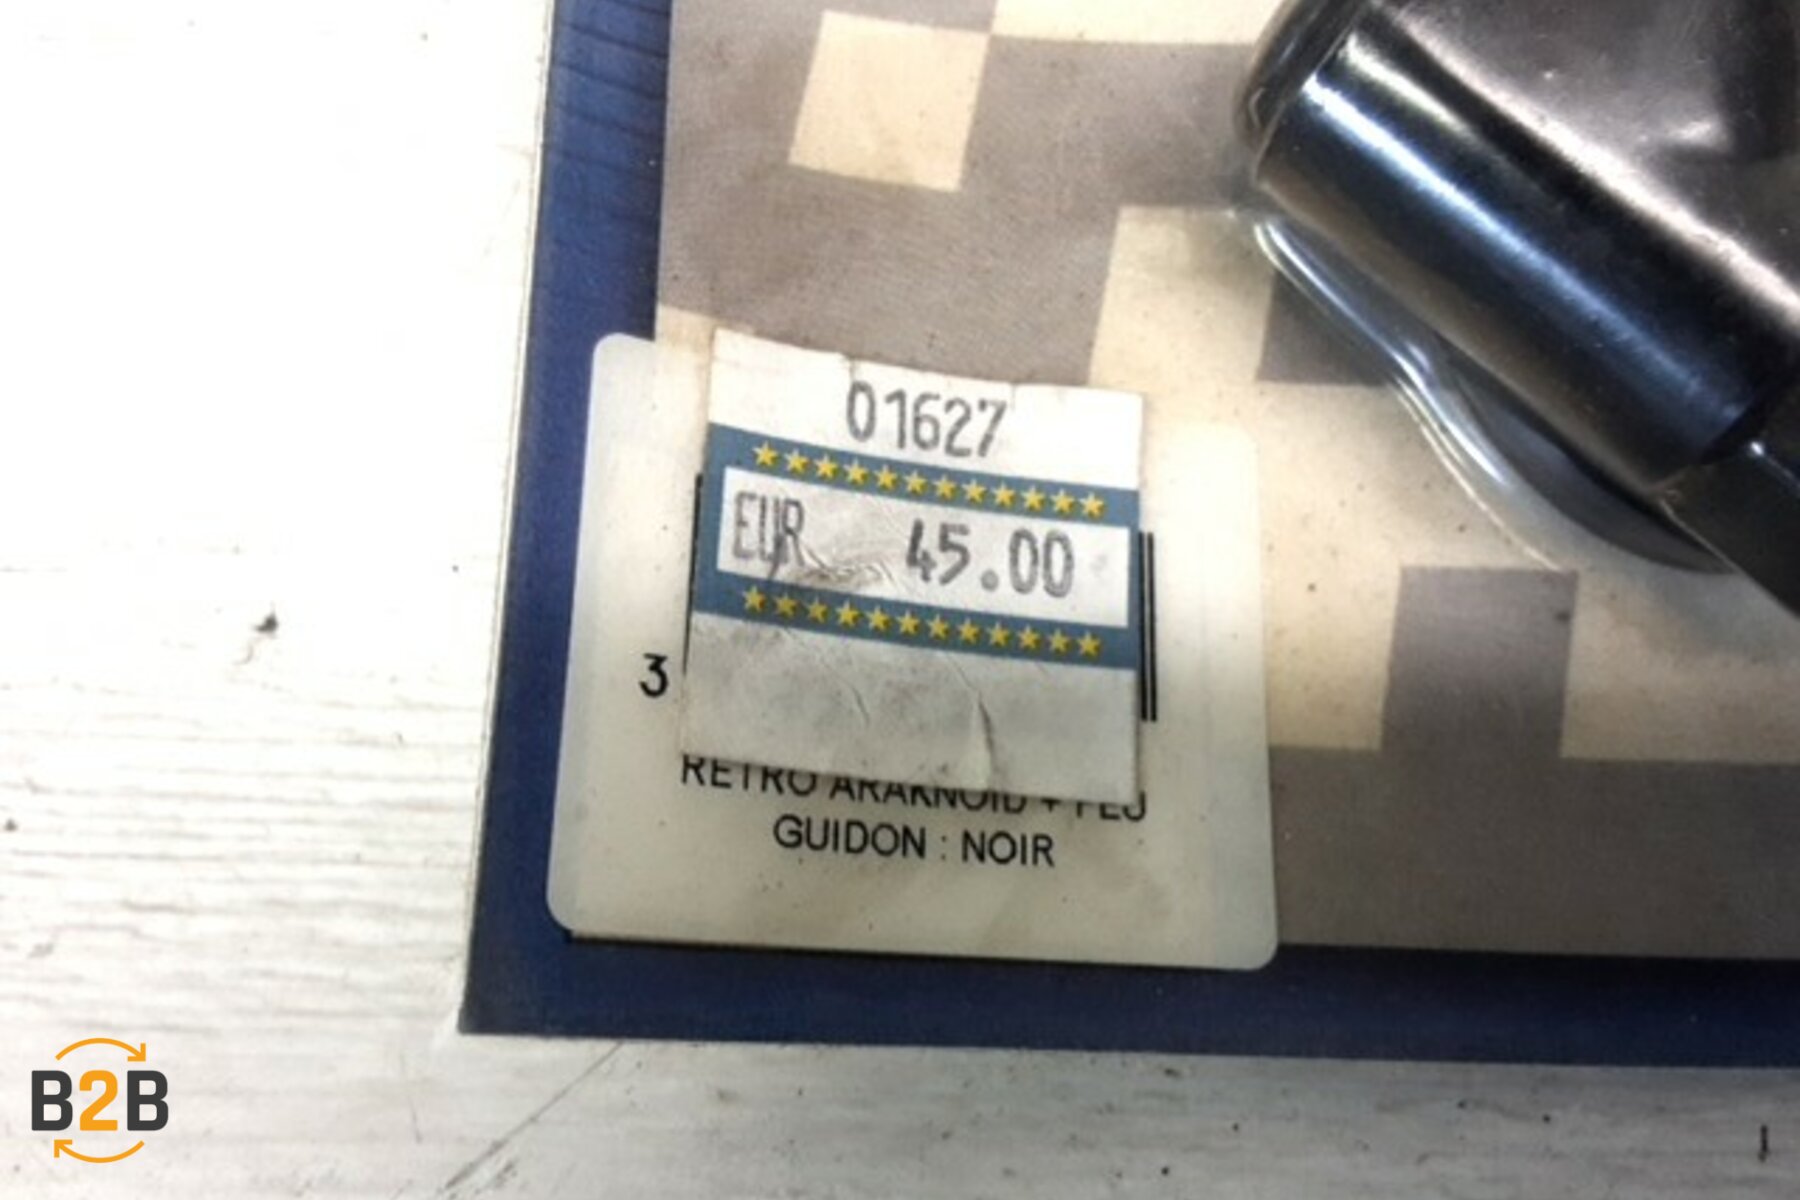 01627
EUR 45.00
3
RETRO ARAKNOID + FEU
GUIDON : NOIR
B2B